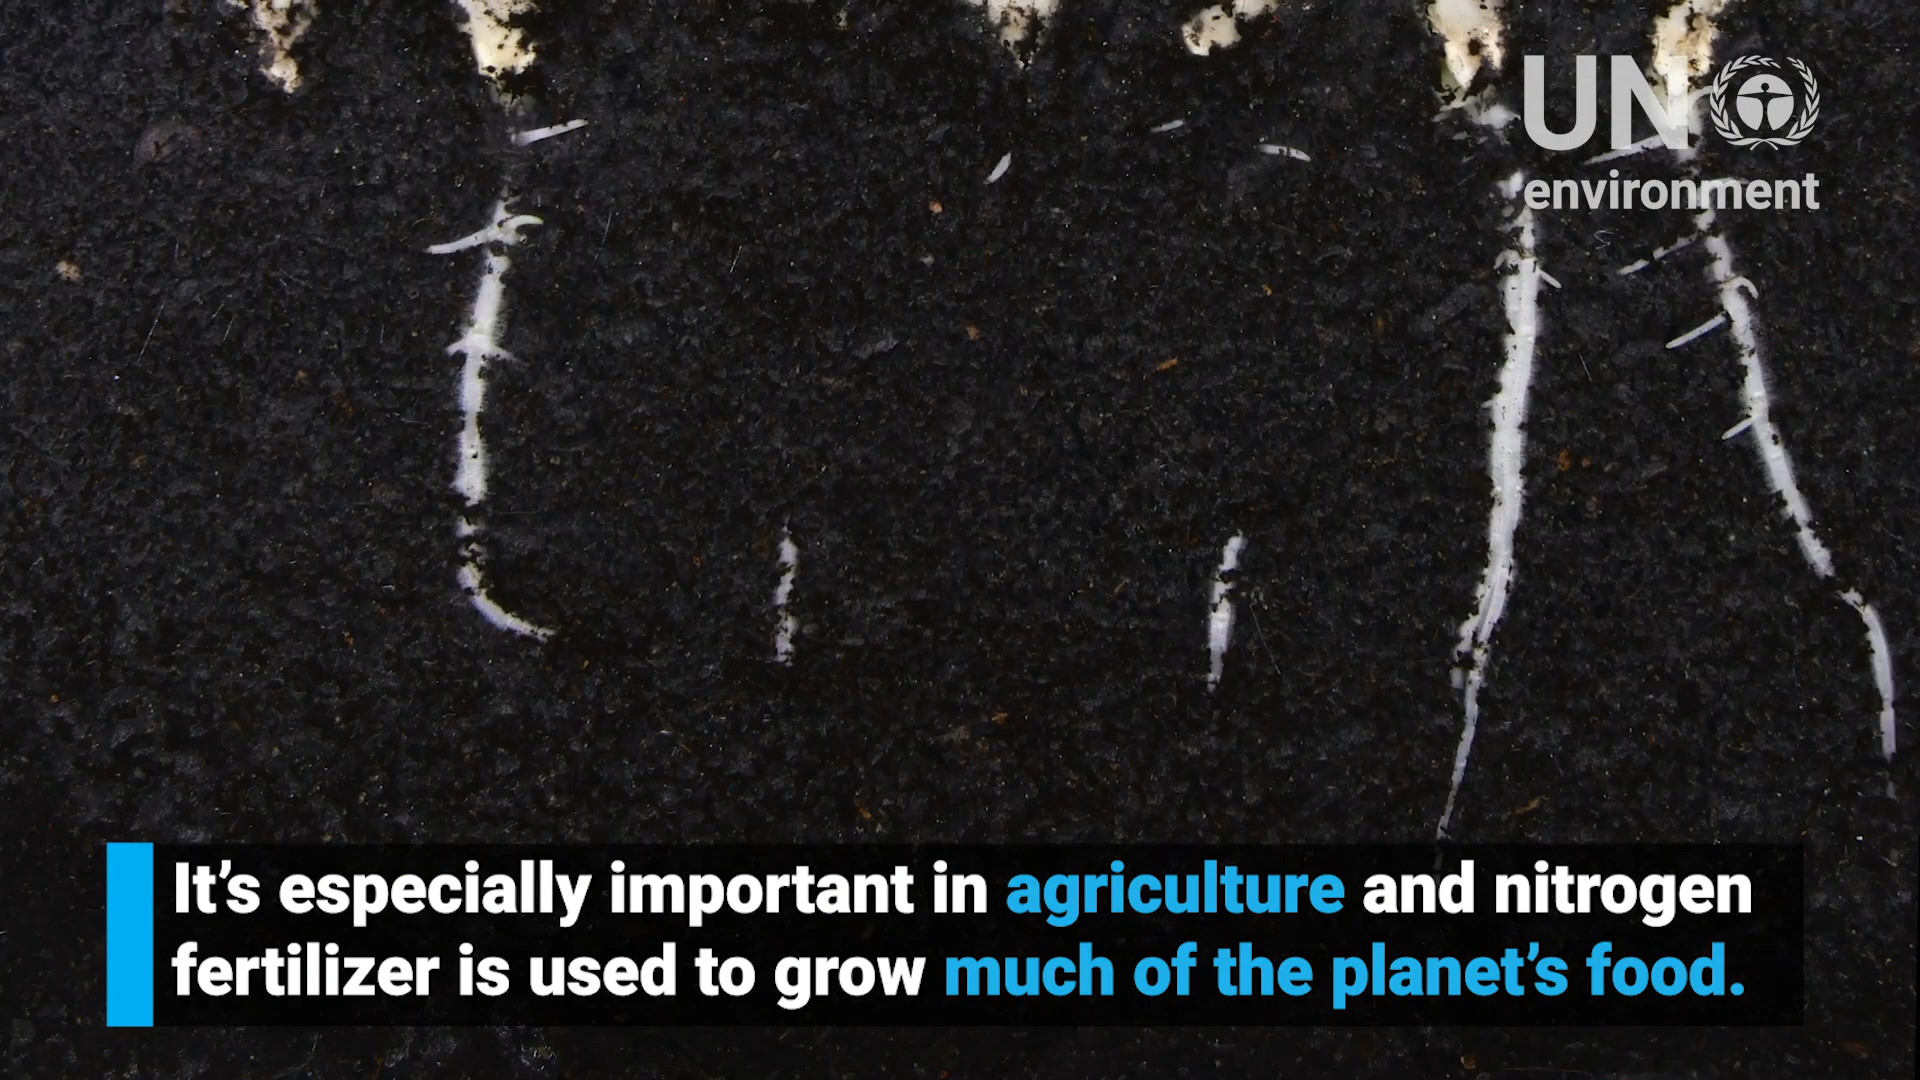 UN
environment
It’s especially important in agriculture and nitrogen
fertilizer is used to grow much of the planet’s food.